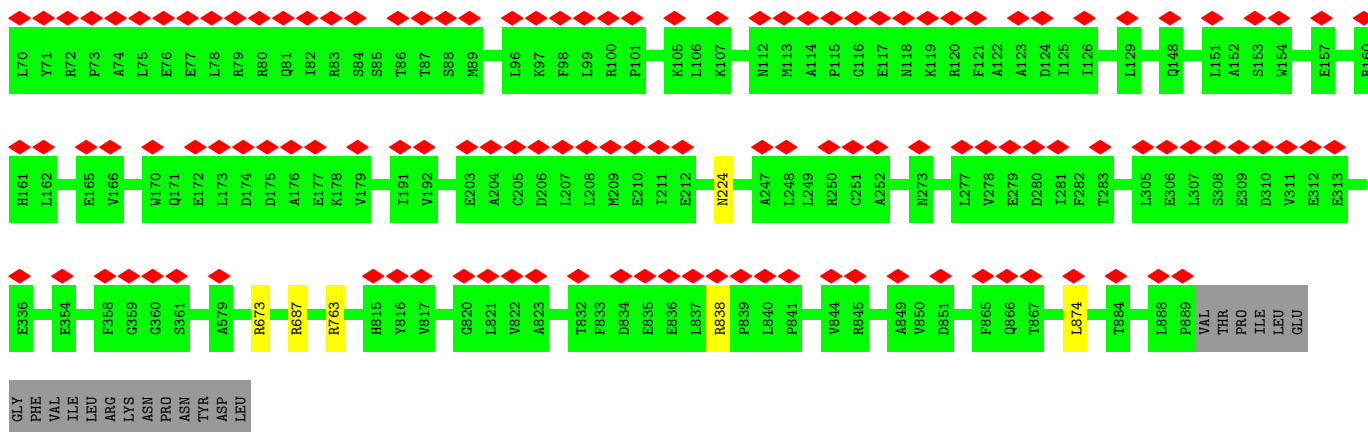 L70 Y71 R72 P73 A74 L75 E76 E77 L78 R79 R80 Q81 I82 R83 S84 S85 T86 T87 S88 M89 L96 K97 F98 L99 R100 P101 K105 L106 K107 N112 M113 A114 P115 G116 E117 N118 K119 R120 F121 A122 A123 D124 I125 I126 L129 Q148 L151 A152 S153 W154 E157 R160
H161 L162 E165 V166 W170 Q171 E172 L173 D174 D175 A176 E177 K178 V179 I191 V192 E203 A204 C205 D206 L207 L208 M209 E210 I211 E212 N224 A247 L248 L249 R250 C251 A252 N273 L277 V278 E279 D280 I281 F282 T283 L305 E306 L307 S308 E309 D310 V311 E312 E313
E336 E354 F358 G359 G360 S361 A579 R673 R687 R763 H815 Y816 V817 G820 L821 V822 A823 T832 F833 D834 E835 E836 L837 R838 P839 L840 P841 V844 R845 A849 V850 D851 F865 Q866 T867 L874 T884 L888 P889 VAL THR PRO ILE LEU GLU
GLY PHE VAL ILE LEU ARG LYS ASN PRO ASN TYR ASP LEU